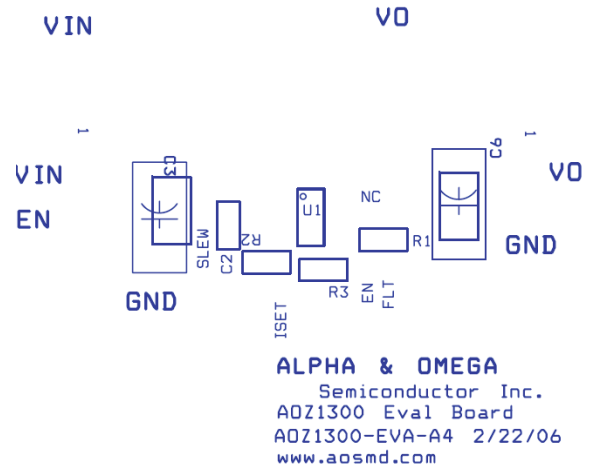 VIN
VO
1
1
C3
C6
VIN
VO
EN
NC
U1
R1
GND
SLEW
C2
R2
GND
R3
EN
FLT
ISET
ALPHA & OMEGA
Semiconductor Inc.
AOZ1300 Eval Board
AOZ1300-EVA-A4 2/22/06
www.aosmd.com